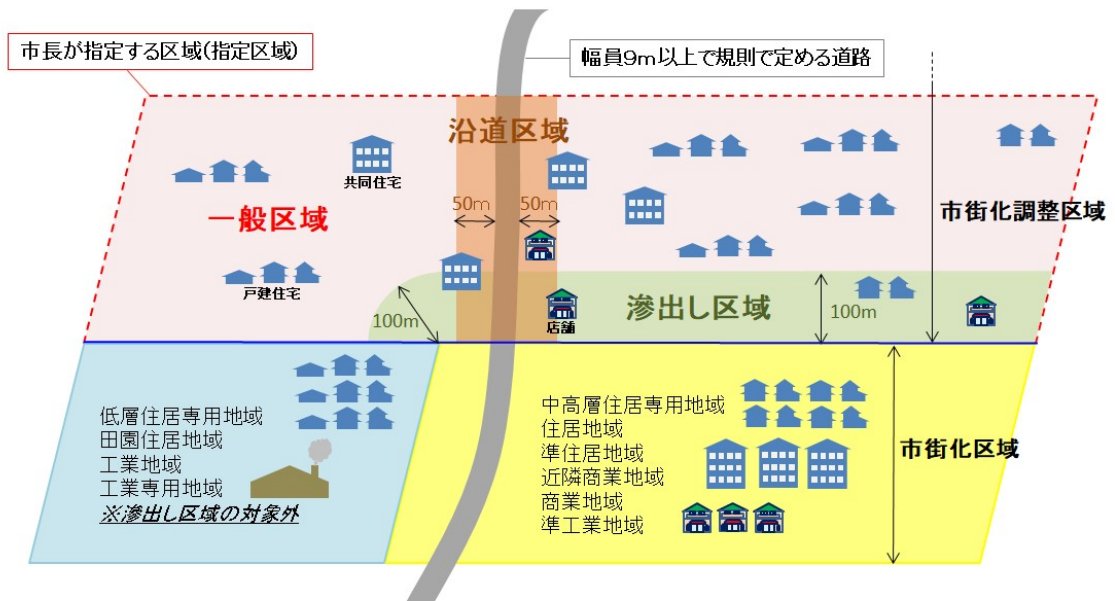 市長が指定する区域(指定区域)
幅員9m以上で規則で定める道路
沿道区域
共同住宅
50m
50m
一般区域
市街化調整区域
戸建住宅
100m
店舗
滲出し区域
100m
低層住居専用地域
田園住居地域
工業地域
工業専用地域
※滲出し区域の対象外
中高層住居専用地域
住居地域
準住居地域
近隣商業地域
商業地域
準工業地域
市街化区域